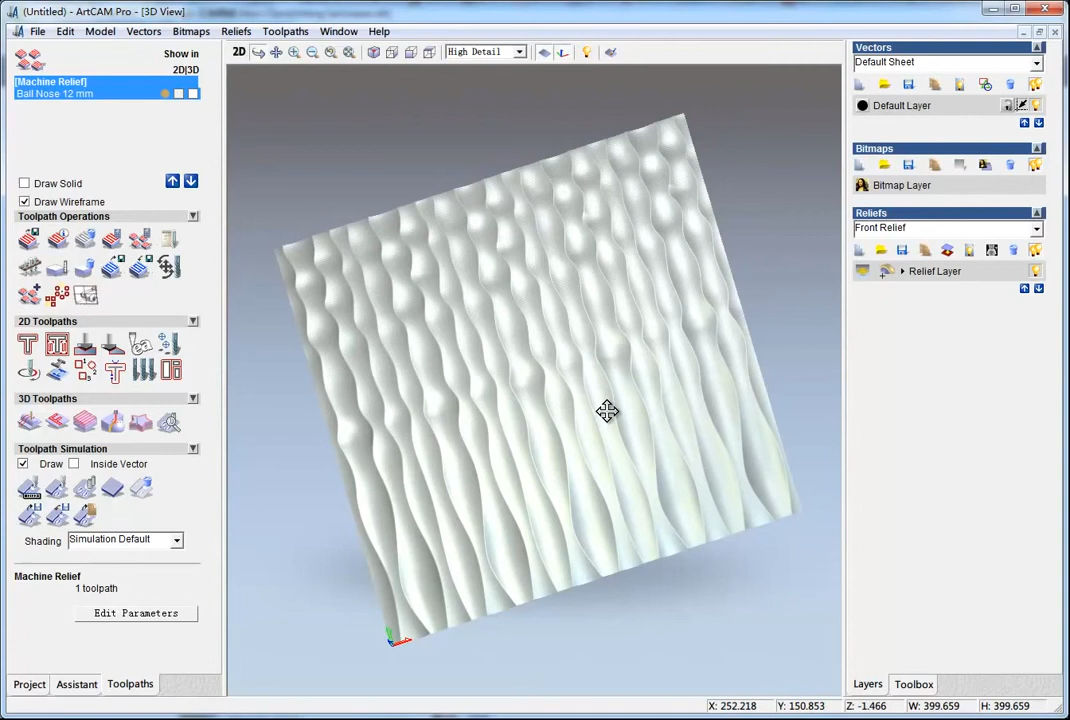 (Untitled) - ArtCAM Pro - [3D View]
File Edit Model Vectors Bitmaps Reliefs Toolpaths Window Help
Show in
2D|3D
[Machine Relief]
Ball Nose 12 mm
Draw Solid
Draw Wireframe
Toolpath Operations
2D Toolpaths
3D Toolpaths
Toolpath Simulation
Draw Inside Vector
Shading Simulation Default
Machine Relief
1 toolpath
Edit Parameters
Project Assistant Toolpaths
2D High Detail
Vectors
Default Sheet
Default Layer
Bitmaps
Bitmap Layer
Reliefs
Front Relief
Relief Layer
Layers Toolbox
X: 252.218 Y: 150.853 Z: -1.466 W: 399.659 H: 399.659